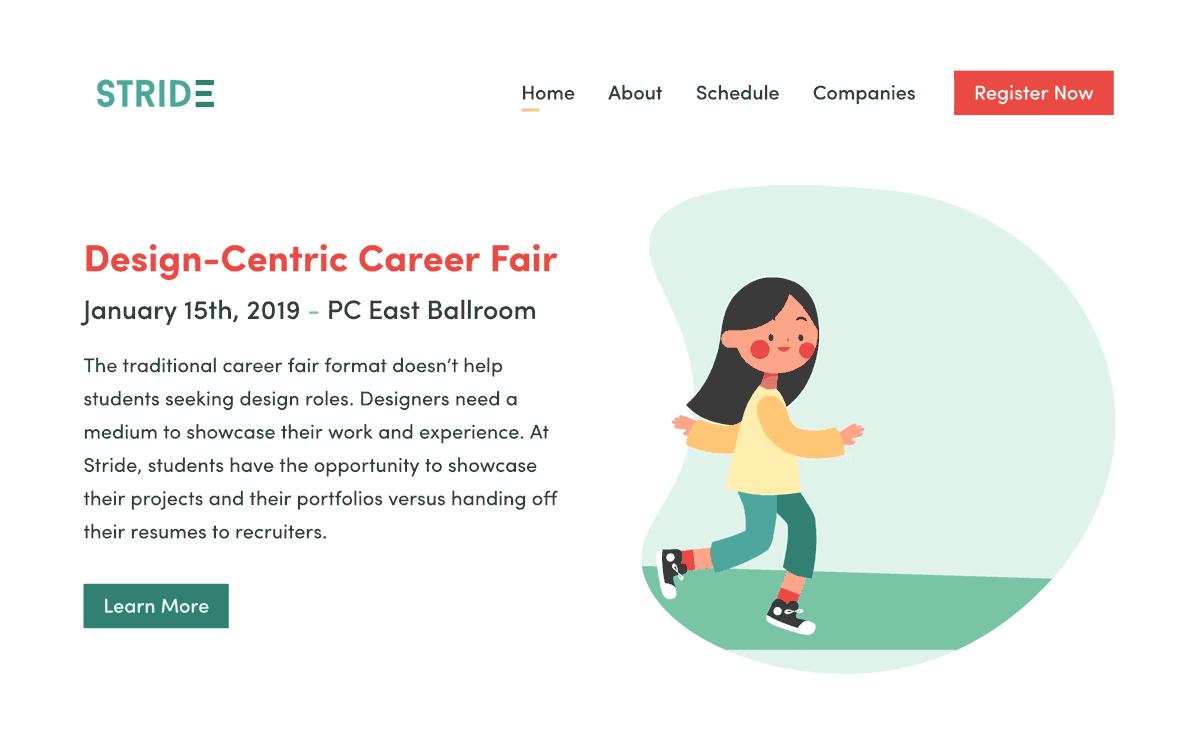 STRIDE
Home About Schedule Companies Register Now
Design-Centric Career Fair
January 15th, 2019 - PC East Ballroom
The traditional career fair format doesn’t help
students seeking design roles. Designers need a
medium to showcase their work and experience. At
Stride, students have the opportunity to showcase
their projects and their portfolios versus handing off
their resumes to recruiters.
Learn More